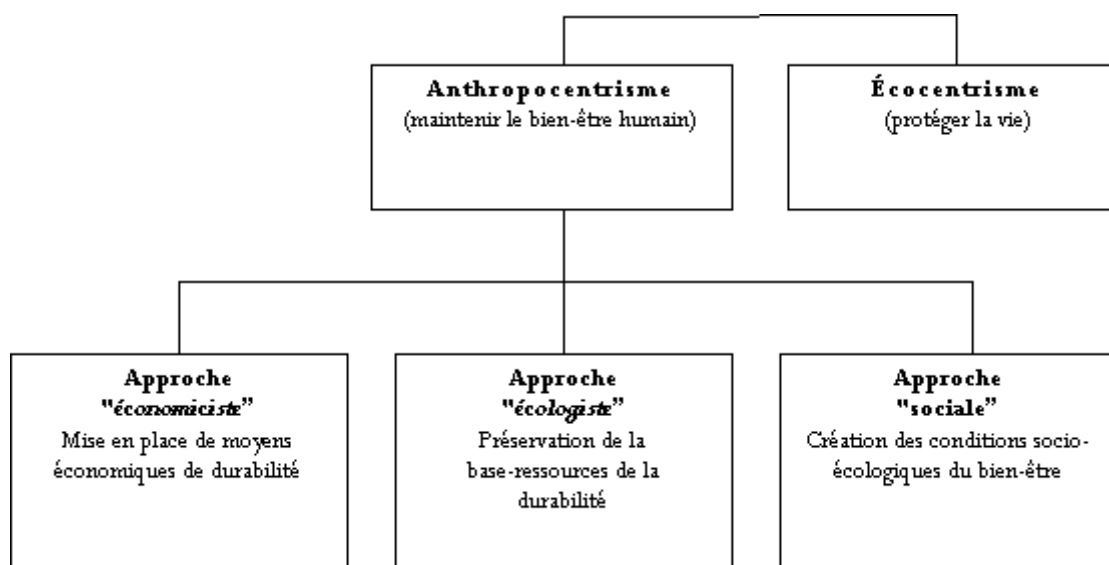 Anthropocentrisme
(maintenir le bien-être humain)
Écocentrisme
(protéger la vie)
Approche
"économiciste”
Mise en place de moyens
économiques de durabilité
Approche
"écologiste”
Préservation de la
base-ressources de la
durabilité
Approche
"sociale”
Création des conditions socio-
écologiques du bien-être